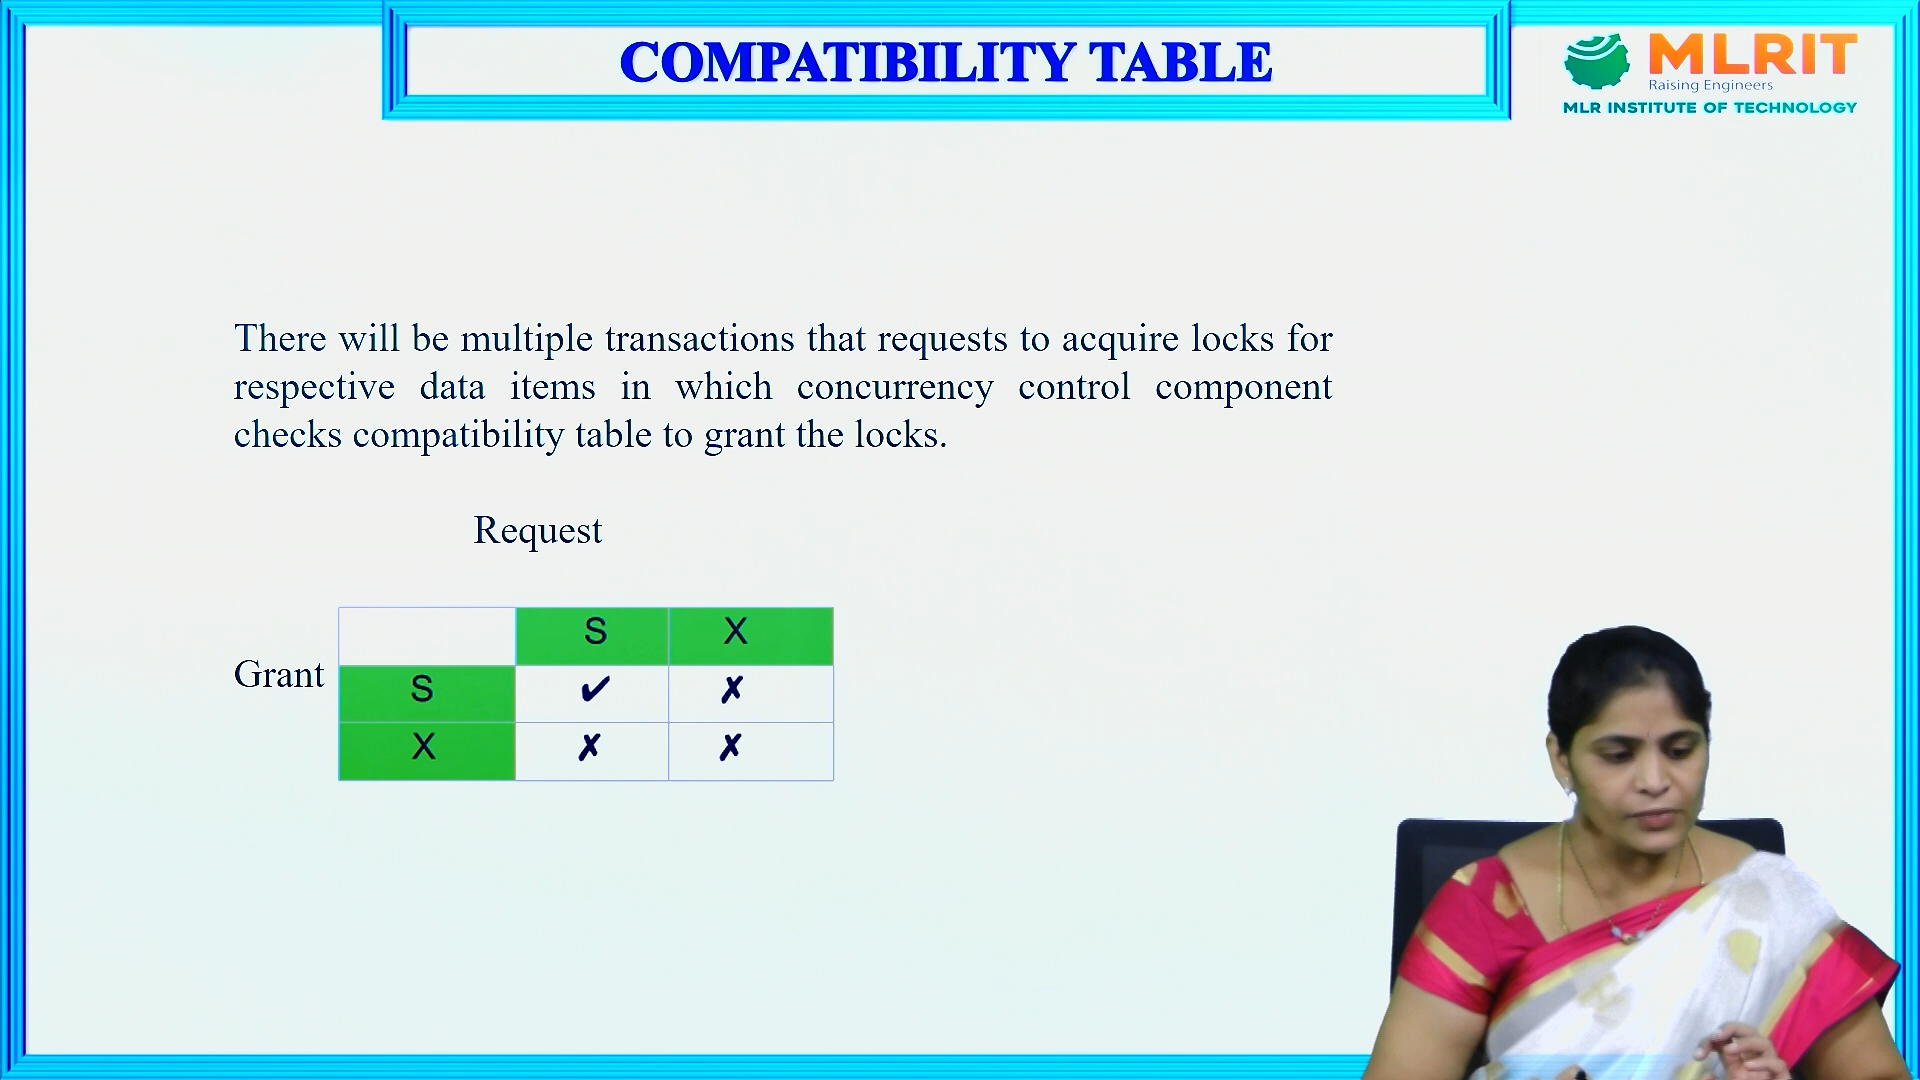 COMPATIBILITY TABLE
MLRIT
Raising Engineers
MLR INSTITUTE OF TECHNOLOGY
There will be multiple transactions that requests to acquire locks for
respective data items in which concurrency control component
checks compatibility table to grant the locks.
Request
S X
Grant
S ✔ ✗
X ✗ ✗